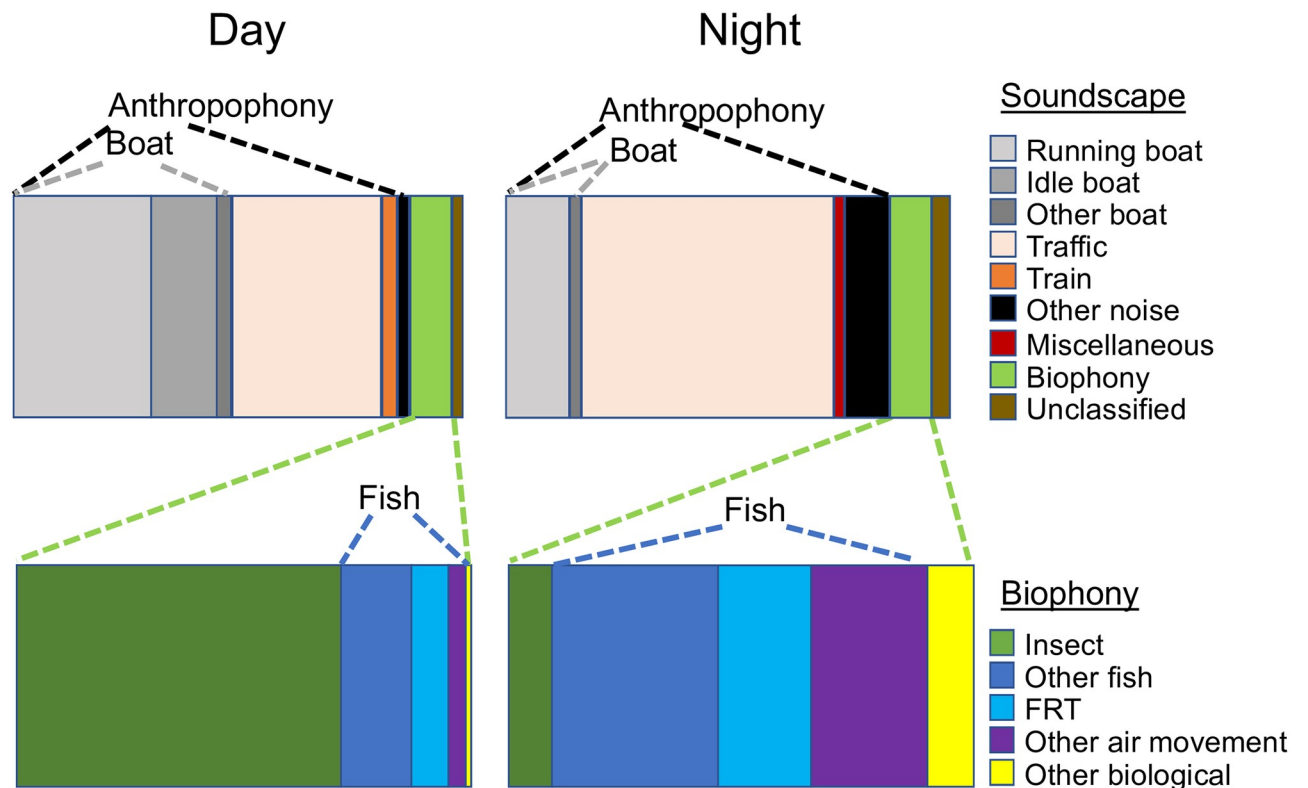 Day
Night
Anthropophony
Boat
Anthropophony
Boat
Soundscape
Running boat
Idle boat
Other boat
Traffic
Train
Other noise
Miscellaneous
Biophony
Unclassified
Fish
Fish
Biophony
Insect
Other fish
FRT
Other air movement
Other biological